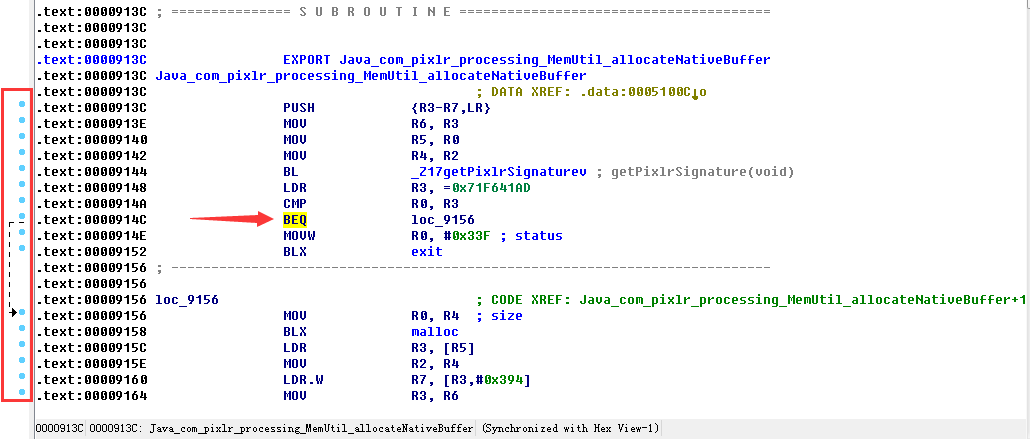 .text:0000913C ; =============== S U B R O U T I N E =======================================
.text:0000913C
.text:0000913C
.text:0000913C EXPORT Java_com_pixlr_processing_MemUtil_allocateNativeBuffer
.text:0000913C Java_com_pixlr_processing_MemUtil_allocateNativeBuffer
.text:0000913C ; DATA XREF: .data:0005100C↓o
.text:0000913C PUSH {R3-R7,LR}
.text:0000913E MOV R6, R3
.text:00009140 MOV R5, R0
.text:00009142 MOV R4, R2
.text:00009144 BL _Z17getPixlrSignaturev ; getPixlrSignature(void)
.text:00009148 LDR R3, =0x71F641AD
.text:0000914A CMP R0, R3
.text:0000914C BEQ loc_9156
.text:0000914E MOVW R0, #0x33F ; status
.text:00009152 BLX exit
.text:00009156 ; ---------------------------------------------------------------------------
.text:00009156
.text:00009156 loc_9156 ; CODE XREF: Java_com_pixlr_processing_MemUtil_allocateNativeBuffer+1
.text:00009156 MOV R0, R4 ; size
.text:00009158 BLX malloc
.text:0000915C LDR R3, [R5]
.text:0000915E MOV R2, R4
.text:00009160 LDR.W R7, [R3,#0x394]
.text:00009164 MOV R3, R6
0000913C 0000913C: Java_com_pixlr_processing_MemUtil_allocateNativeBuffer (Synchronized with Hex View-1)